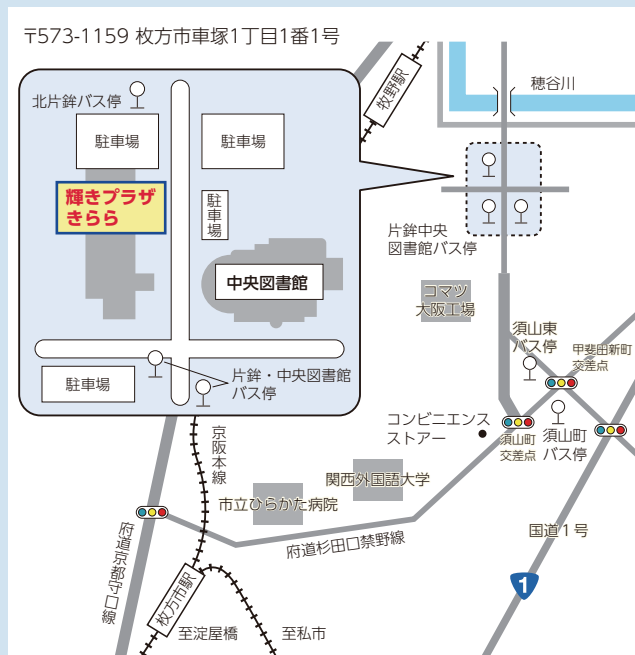 〒573-1159 枚方市車塚1丁目1番1号
北片鉾バス停
駐車場
駐車場
輝きプラザ
きらら
駐車場
中央図書館
駐車場
片鉾・中央図書館
バス停
牧野駅
穂谷川
片鉾中央
図書館バス停
コマツ
大阪工場
須山東
バス停
甲斐田新町
交差点
コンビニエンス
ストアー
須山町
交差点
須山町
バス停
京阪本線
関西外国語大学
市立ひらかた病院
府道杉田口禁野線
国道1号
1
府道京都守口線
枚方市駅
至淀屋橋
至私市